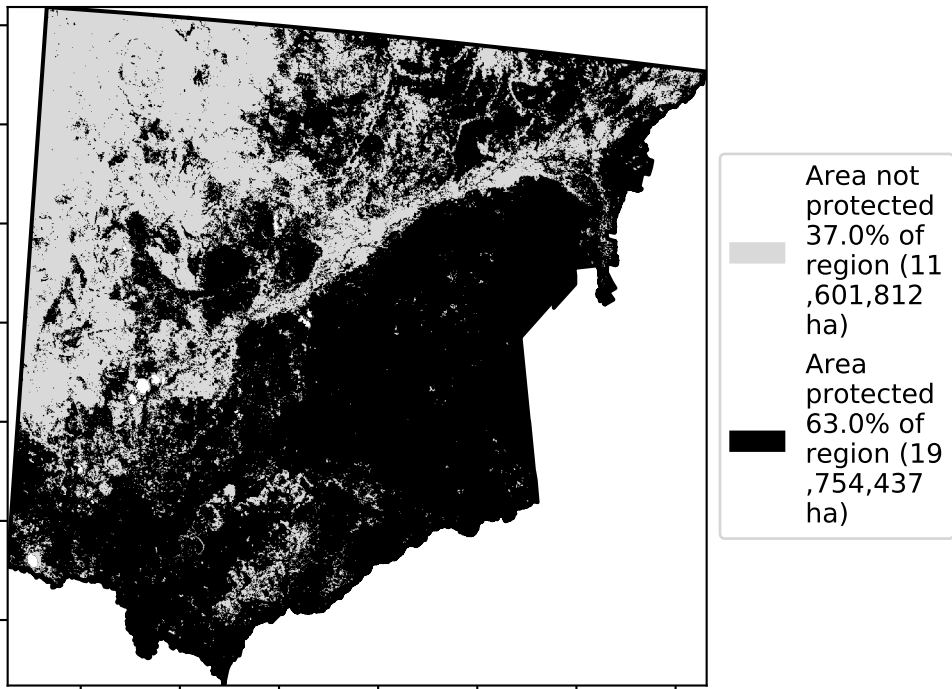 Area not
protected
37.0% of
region (11
,601,812
ha)
Area
protected
63.0% of
region (19
,754,437
ha)